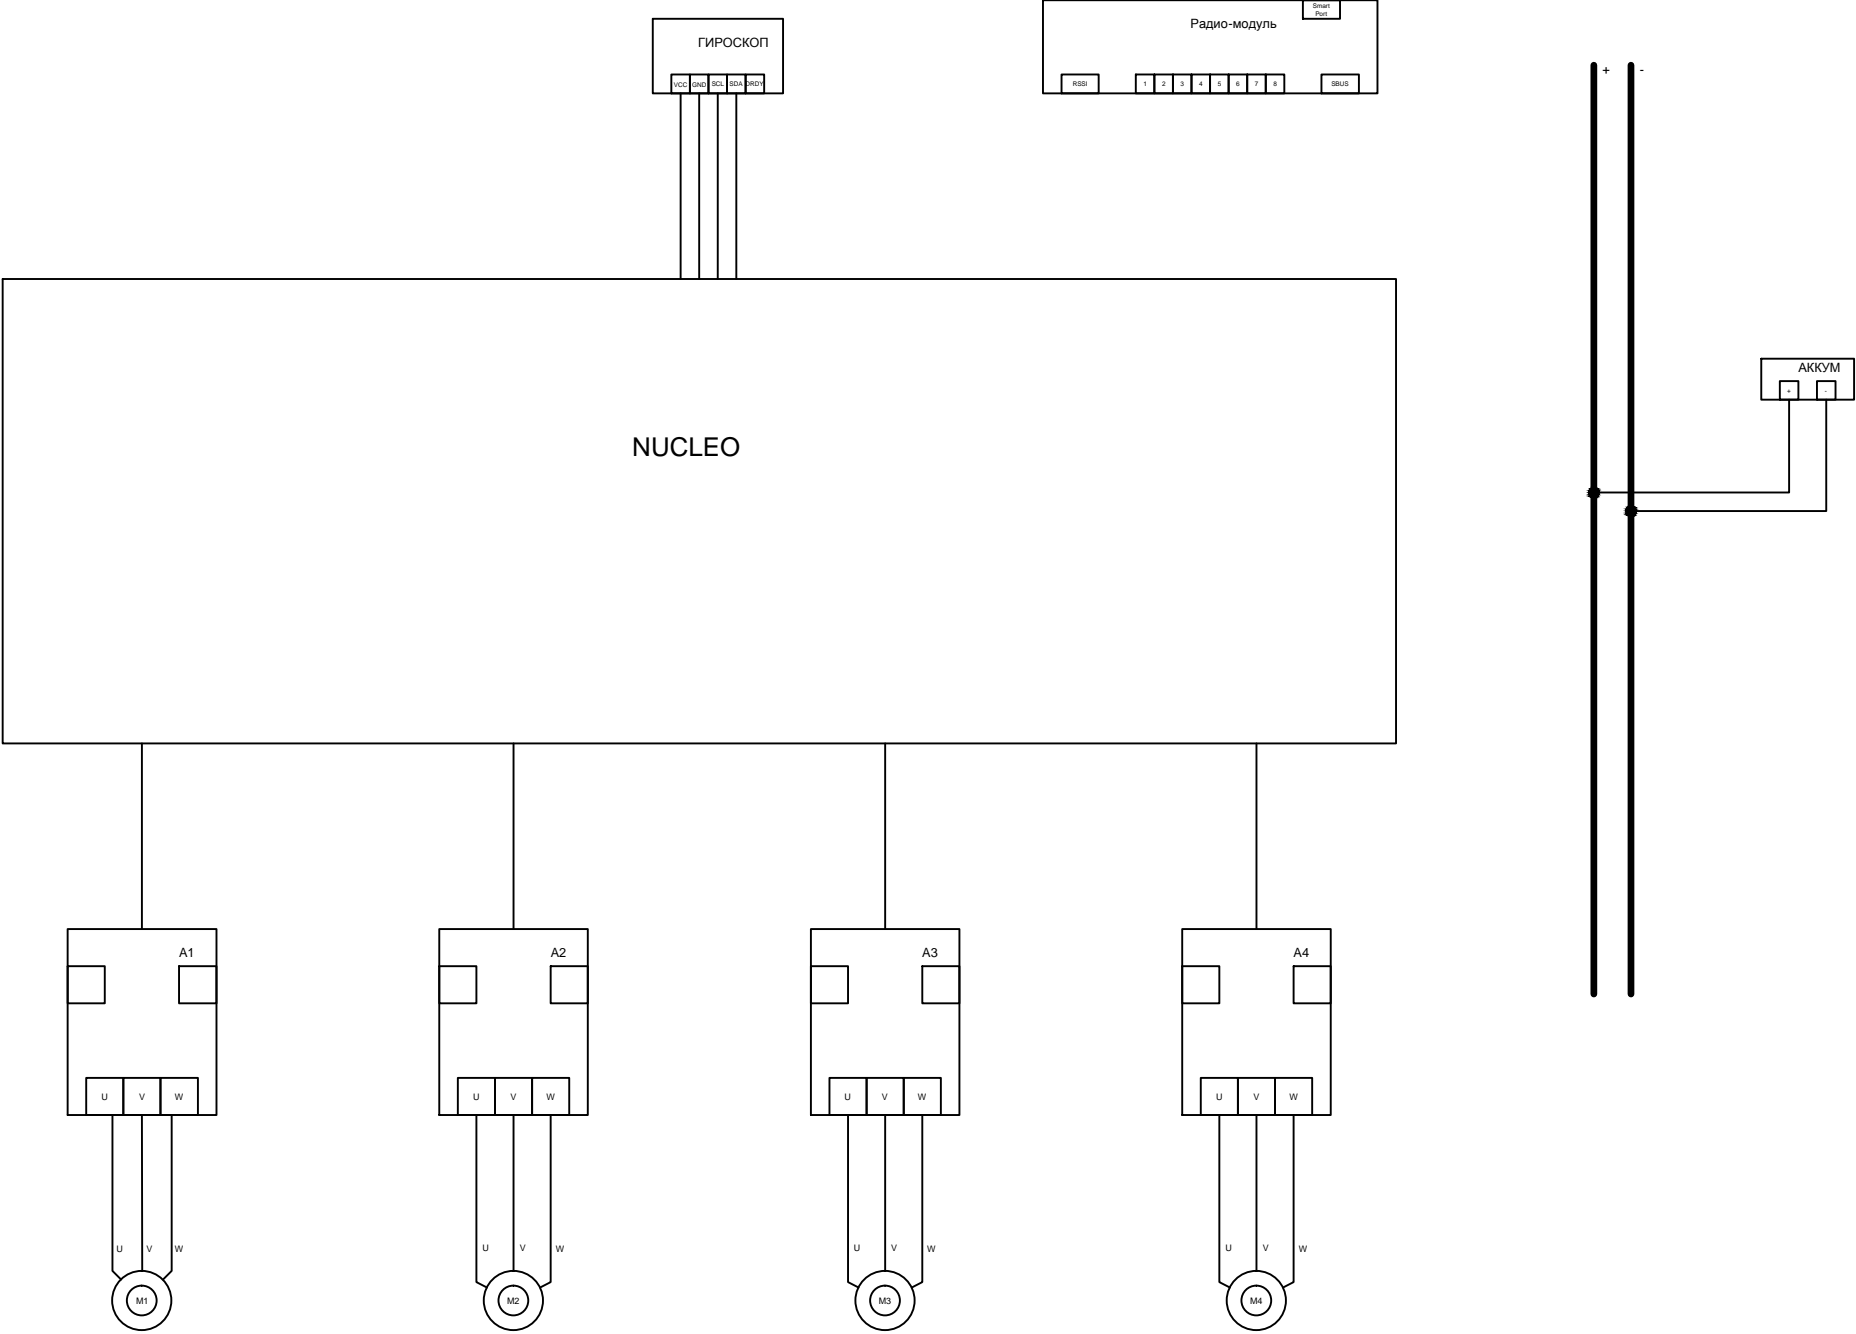 Smart
Port
Радио-модуль
ГИРОСКОП
VCC GND SCL SDA DRDY
RSSI 1 2 3 4 5 6 7 8 SBUS
+ -
АККУМ
+ -
NUCLEO
A1 A2 A3 A4
U V W U V W U V W U V W
U V W U V W U V W U V W
M1 M2 M3 M4